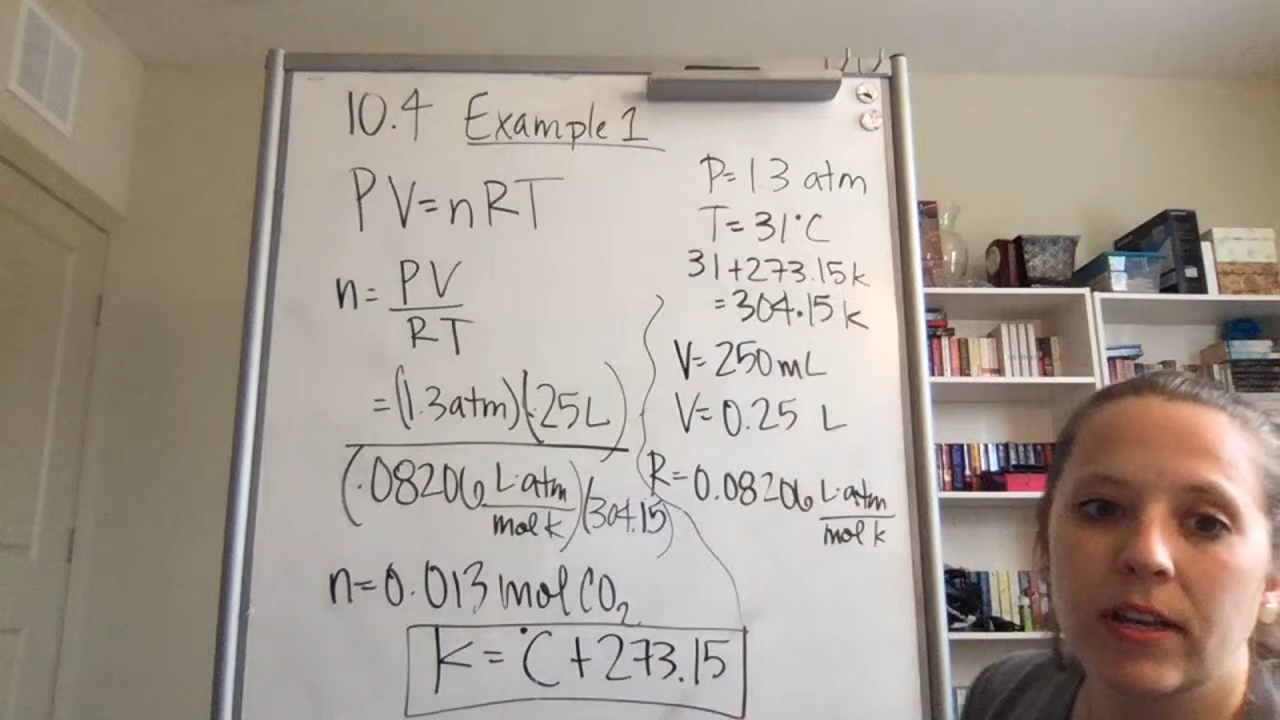 10.4 Example 1
PV=nRT
n= PV
RT
=(1.3atm)(.25L)
(.08206 L·atm
mol k)(304.15)
n=0.013 mol CO₂
K=°C+273.15
P=1.3 atm
T=31°C
31+273.15k
=304.15 k
V=250mL
V=0.25 L
R=0.08206 L·atm
mol k